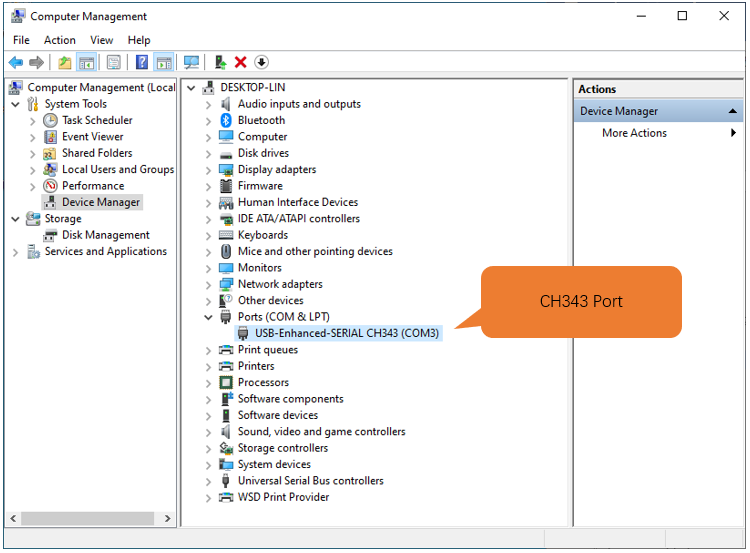 Computer Management
File Action View Help
Computer Management (Local
System Tools
Task Scheduler
Event Viewer
Shared Folders
Local Users and Groups
Performance
Device Manager
Storage
Disk Management
Services and Applications
DESKTOP-LIN
Audio inputs and outputs
Bluetooth
Computer
Disk drives
Display adapters
Firmware
Human Interface Devices
IDE ATA/ATAPI controllers
Keyboards
Mice and other pointing devices
Monitors
Network adapters
Other devices
Ports (COM & LPT)
USB-Enhanced-SERIAL CH343 (COM3)
Print queues
Printers
Processors
Software components
Software devices
Sound, video and game controllers
Storage controllers
System devices
Universal Serial Bus controllers
WSD Print Provider
CH343 Port
Actions
Device Manager
More Actions